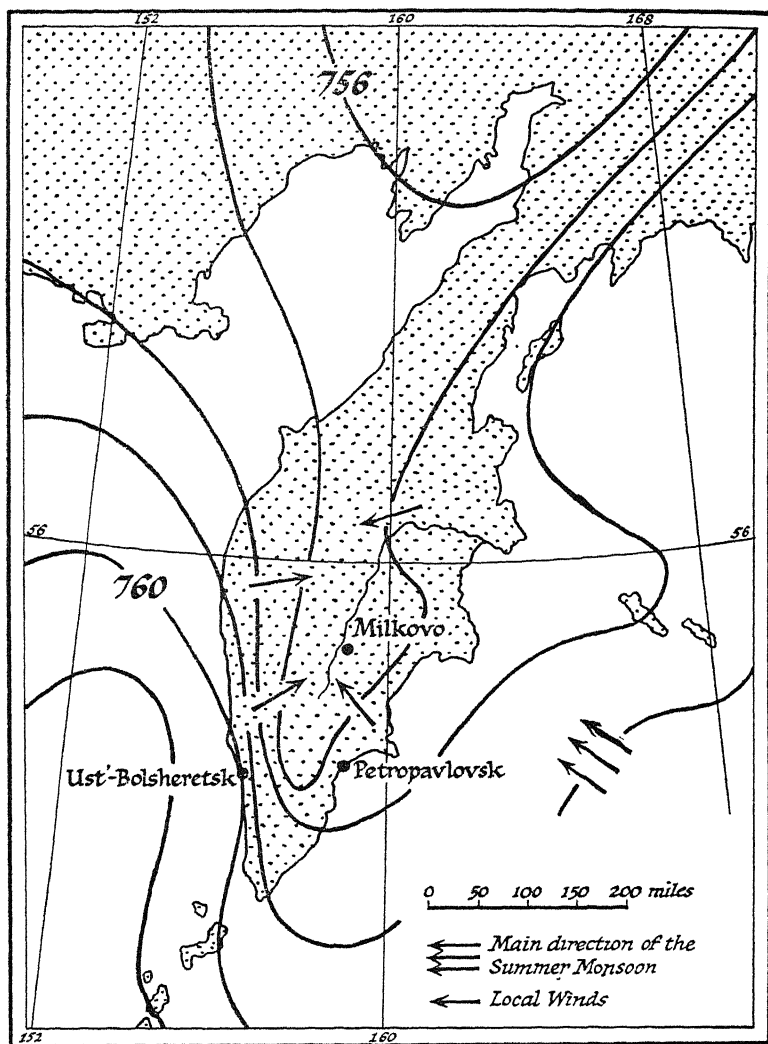 152 160 168
756
56 56
760
Milkovo
Ust'-Bolsheretsk
Petropavlovsk
0 50 100 150 200 miles
Main direction of the
Summer Monsoon
Local Winds
152 160